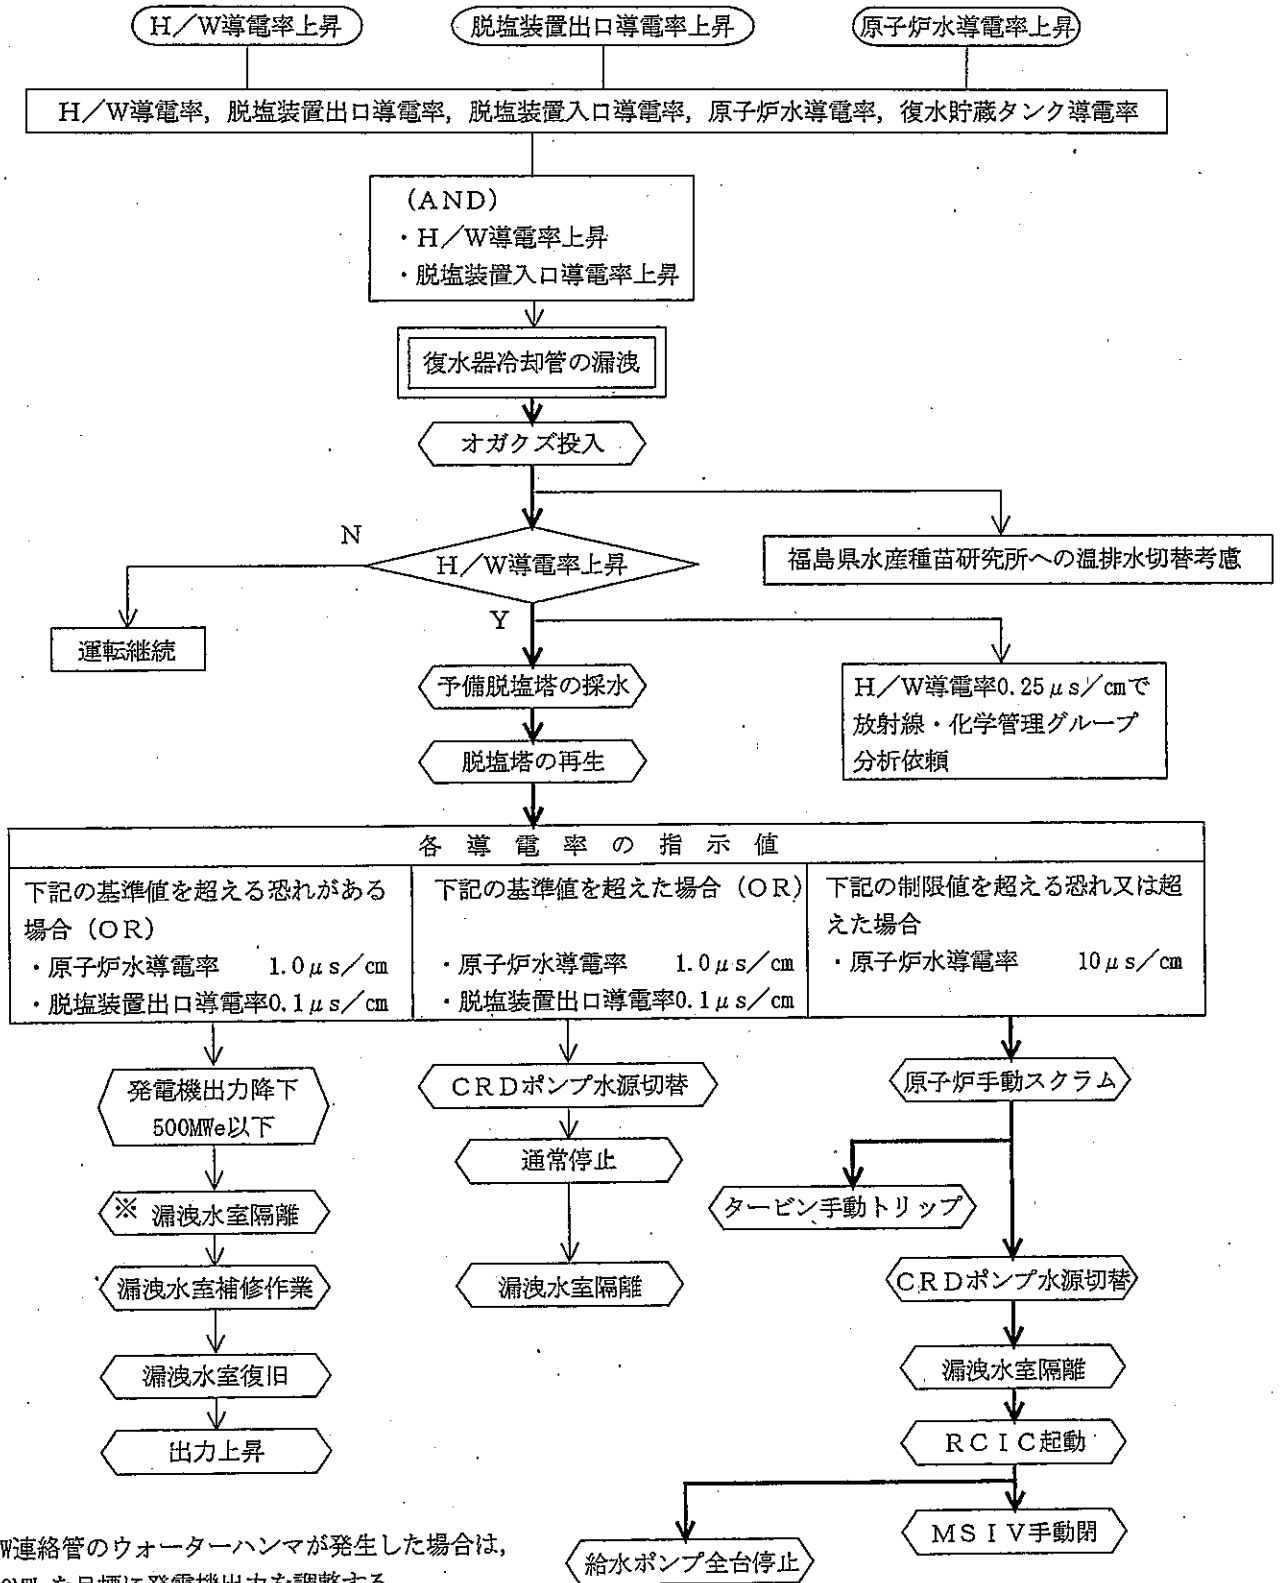 H／W導電率上昇
脱塩装置出口導電率上昇
原子炉水導電率上昇
H／W導電率，脱塩装置出口導電率，脱塩装置入口導電率，原子炉水導電率，復水貯蔵タンク導電率
（AND）
・H／W導電率上昇
・脱塩装置入口導電率上昇
復水器冷却管の漏洩
オガクズ投入
N
H／W導電率上昇
福島県水産種苗研究所への温排水切替考慮
Y
運転継続
予備脱塩塔の採水
H／W導電率0.25μs／cmで
放射線・化学管理グループ
分析依頼
脱塩塔の再生
各導電率の指示値
下記の基準値を超える恐れがある
場合（OR）
・原子炉水導電率 1.0μs／cm
・脱塩装置出口導電率0.1μs／cm
下記の基準値を超えた場合（OR）
・原子炉水導電率 1.0μs／cm
・脱塩装置出口導電率0.1μs／cm
下記の制限値を超える恐れ又は超
えた場合
・原子炉水導電率 10μs／cm
発電機出力降下
500MWe以下
※ 漏洩水室隔離
漏洩水室補修作業
漏洩水室復旧
出力上昇
CRDポンプ水源切替
通常停止
漏洩水室隔離
原子炉手動スクラム
タービン手動トリップ
CRDポンプ水源切替
漏洩水室隔離
RCIC起動
MSIV手動閉
給水ポンプ全台停止
W連絡管のウォーターハンマが発生した場合は，
を目標に発電機出力を調整する